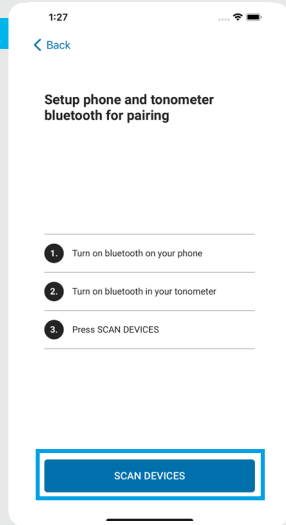 1:27
Back
Setup phone and tonometer
bluetooth for pairing
1. Turn on bluetooth on your phone
2. Turn on bluetooth in your tonometer
3. Press SCAN DEVICES
SCAN DEVICES